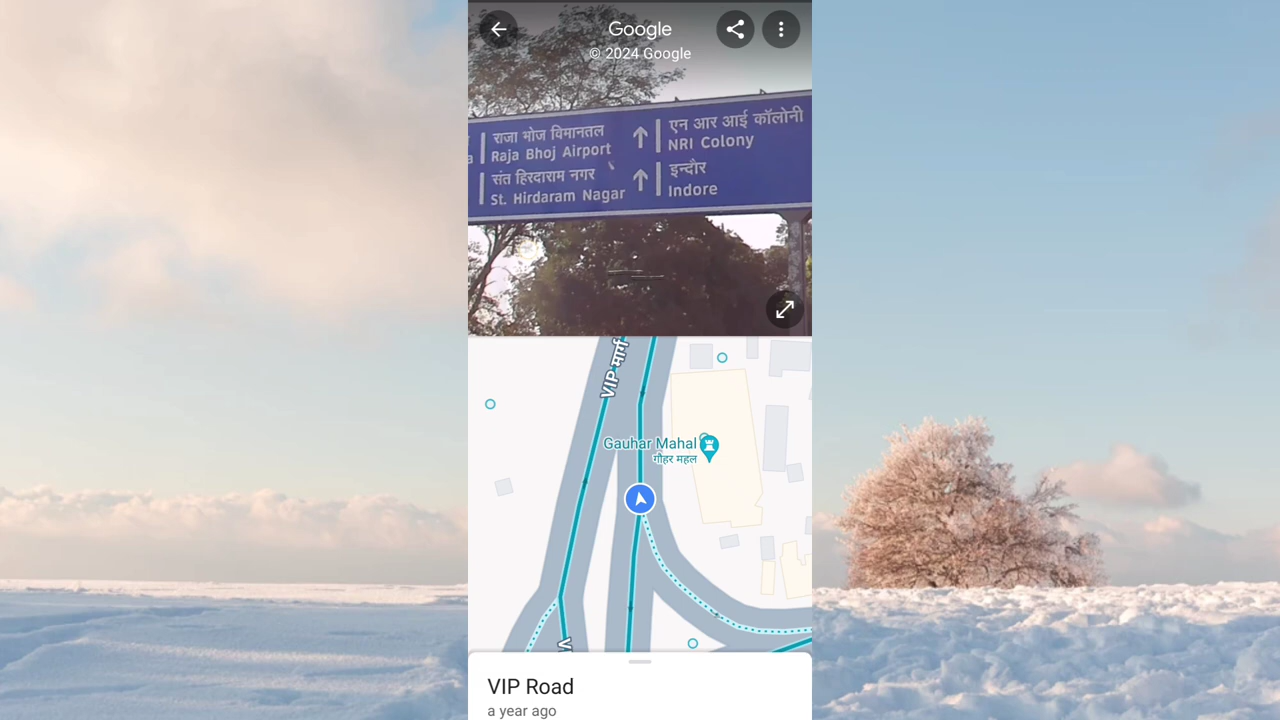 Google
© 2024 Google
राजा भोज विमानतल
Raja Bhoj Airport
संत हिरदाराम नगर
St. Hirdaram Nagar
एन आर आई कॉलोनी
NRI Colony
इन्दौर
Indore
VIP मार्ग
Gauhar Mahal
गौहर महल
VIP Road
a year ago